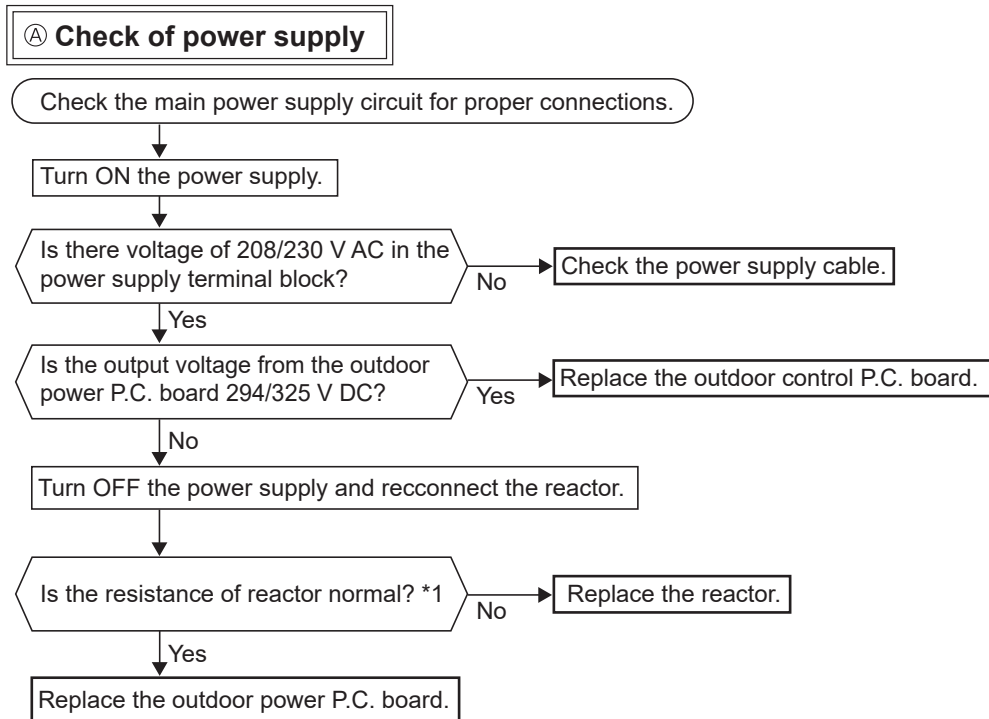 Ⓐ Check of power supply
Check the main power supply circuit for proper connections.
Turn ON the power supply.
Is there voltage of 208/230 V AC in the
power supply terminal block?
No
Check the power supply cable.
Yes
Is the output voltage from the outdoor
power P.C. board 294/325 V DC?
Yes
Replace the outdoor control P.C. board.
No
Turn OFF the power supply and recconnect the reactor.
Is the resistance of reactor normal? *1
No
Replace the reactor.
Yes
Replace the outdoor power P.C. board.